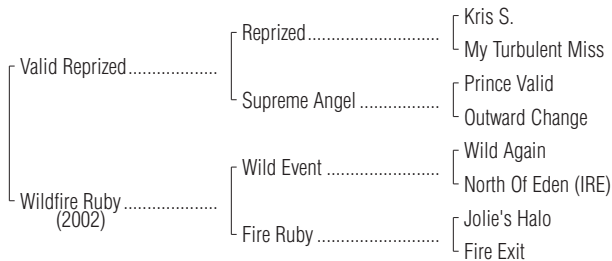 Kris S.
Reprized..............................
My Turbulent Miss
Valid Reprized....................
Prince Valid
Supreme Angel ..................
Outward Change
Wild Again
Wild Event .........................
North Of Eden (IRE)
Wildfire Ruby .....................
(2002)
Jolie's Halo
Fire Ruby ...........................
Fire Exit